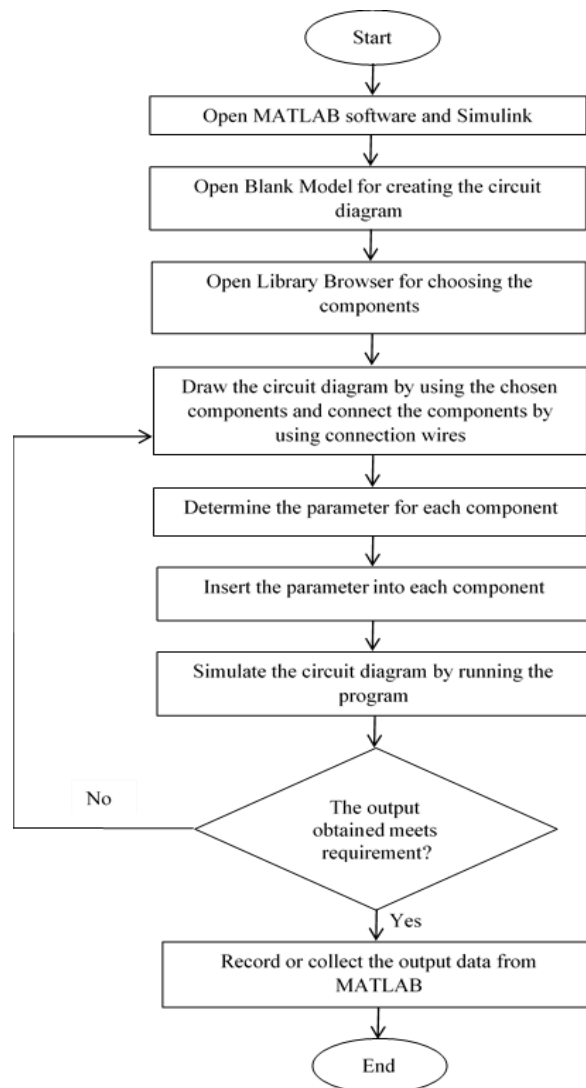 Start
Open MATLAB software and Simulink
Open Blank Model for creating the circuit
diagram
Open Library Browser for choosing the
components
Draw the circuit diagram by using the chosen
components and connect the components by
using connection wires
Determine the parameter for each component
Insert the parameter into each component
Simulate the circuit diagram by running the
program
No
The output
obtained meets
requirement?
Yes
Record or collect the output data from
MATLAB
End